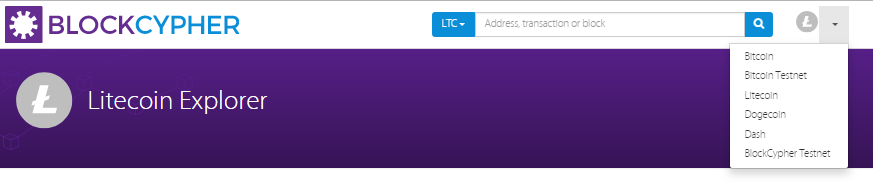 BLOCKCYPHER
LTC
Address, transaction or block
Bitcoin
Bitcoin Testnet
Litecoin
Dogecoin
Dash
BlockCypher Testnet
Litecoin Explorer